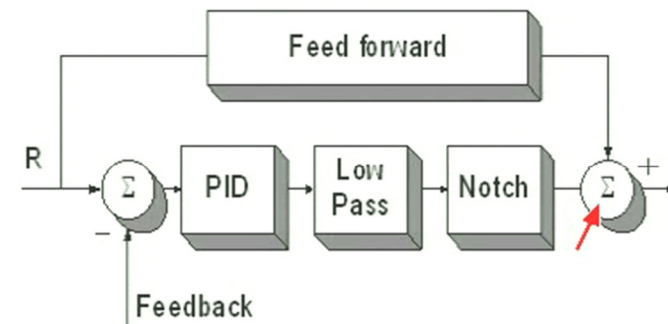 Feed forward
R
Σ
PID
Low
Pass
Notch
Σ
+
−
Feedback